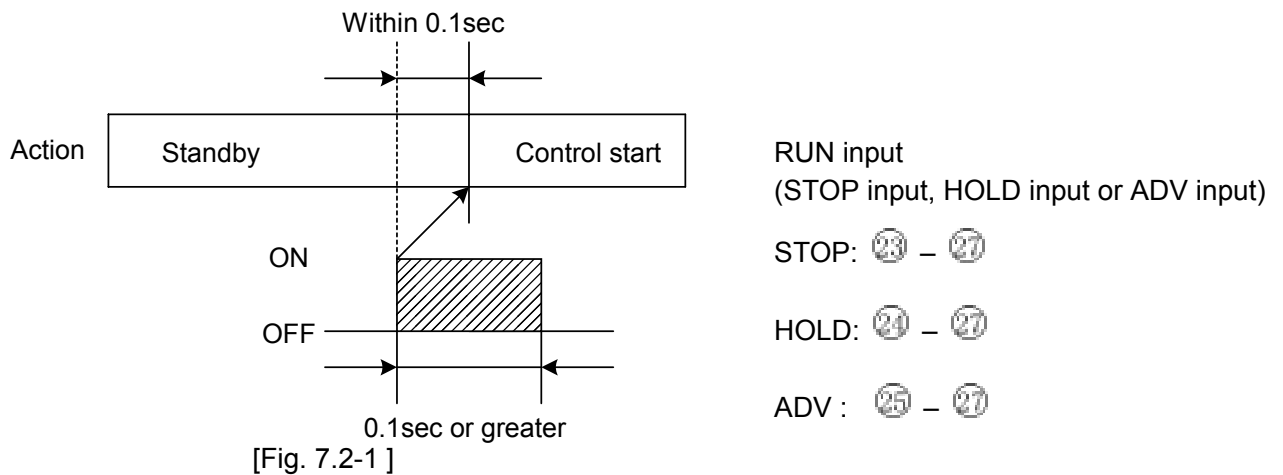 Within 0.1sec
Action
Standby
Control start
ON
OFF
0.1sec or greater
[Fig. 7.2-1 ]
RUN input
(STOP input, HOLD input or ADV input)
STOP: ㉓ – ㉗
HOLD: ㉔ – ㉗
ADV : ㉕ – ㉗